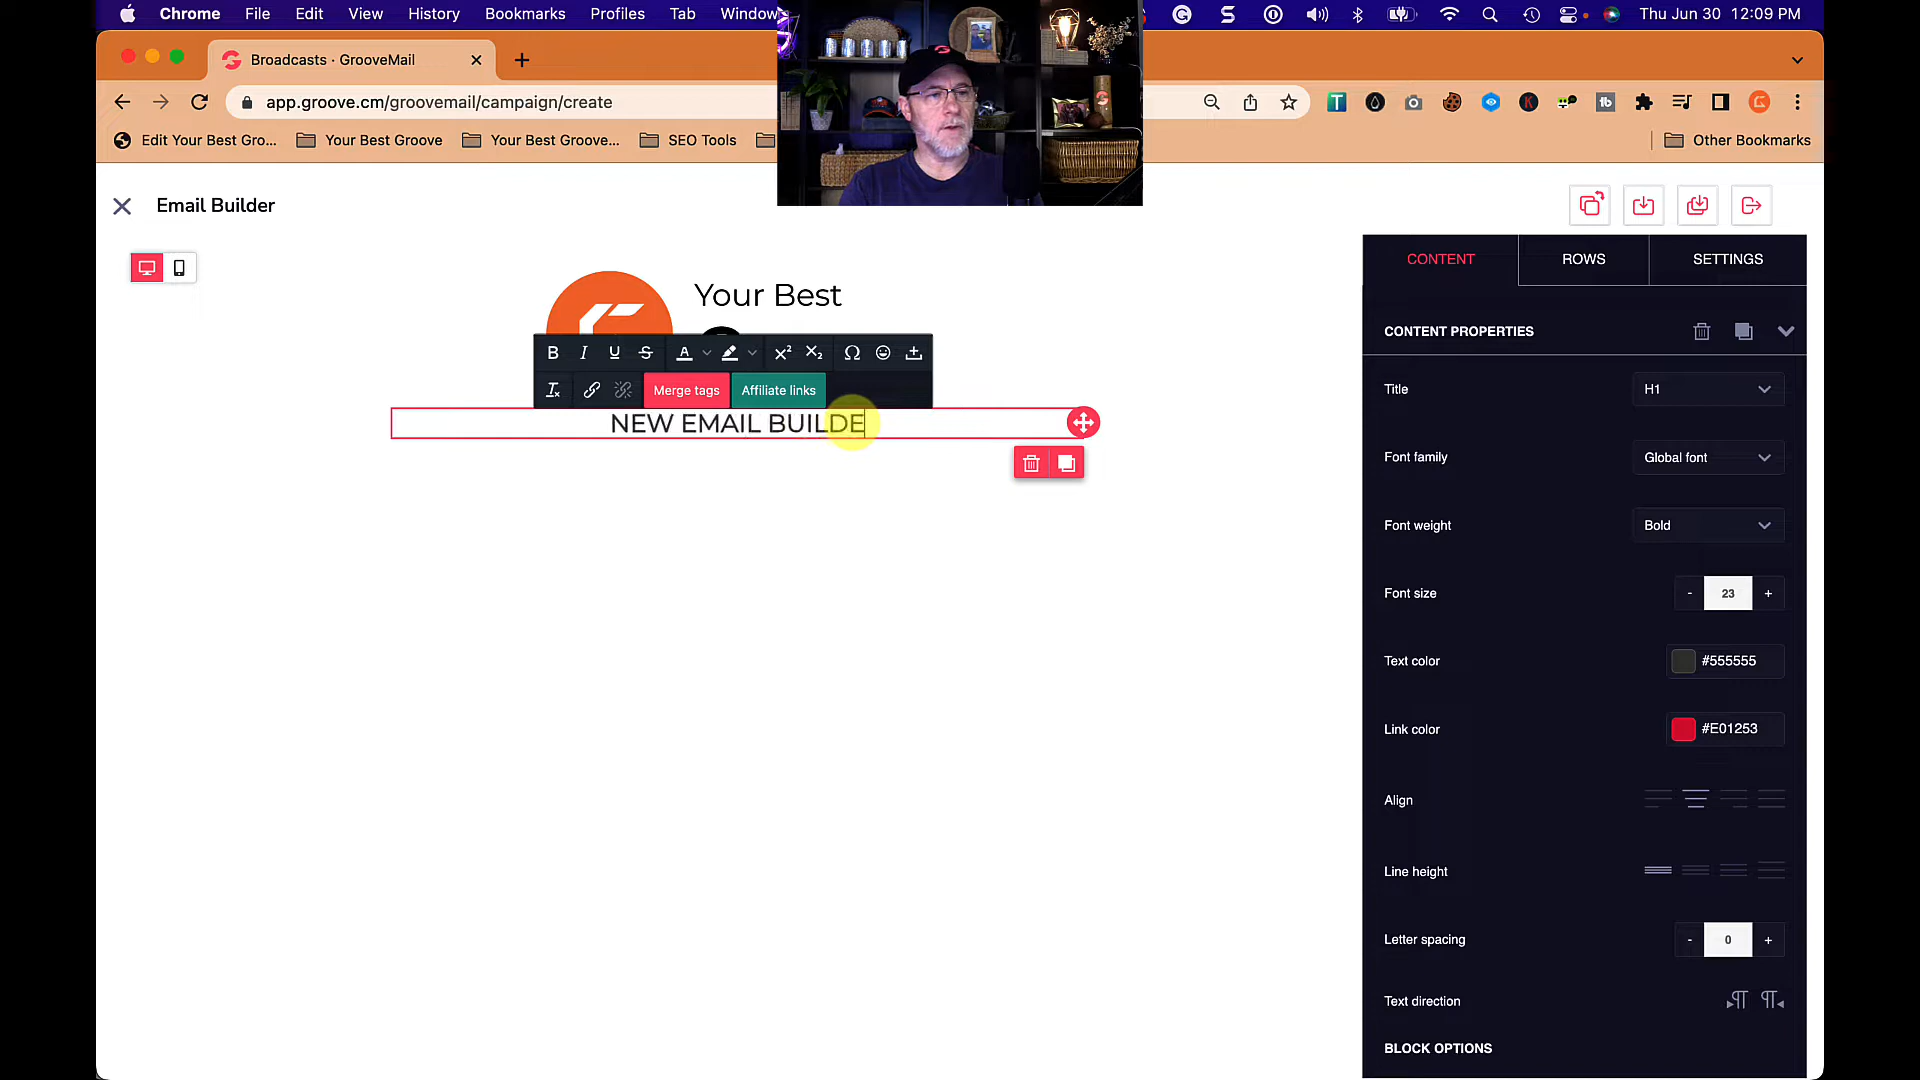 Chrome File Edit View History Bookmarks Profiles Tab Window Thu Jun 30 12:09 PM
Broadcasts · GrooveMail
app.groove.cm/groovemail/campaign/create
Edit Your Best Gro... Your Best Groove Your Best Groove... SEO Tools Other Bookmarks
Email Builder
CONTENT ROWS SETTINGS
Your Best
CONTENT PROPERTIES
Merge tags Affiliate links
NEW EMAIL BUILDE
Title H1
Font family Global font
Font weight Bold
Font size - 23 +
Text color #555555
Link color #E01253
Align
Line height
Letter spacing - 0 +
Text direction
BLOCK OPTIONS